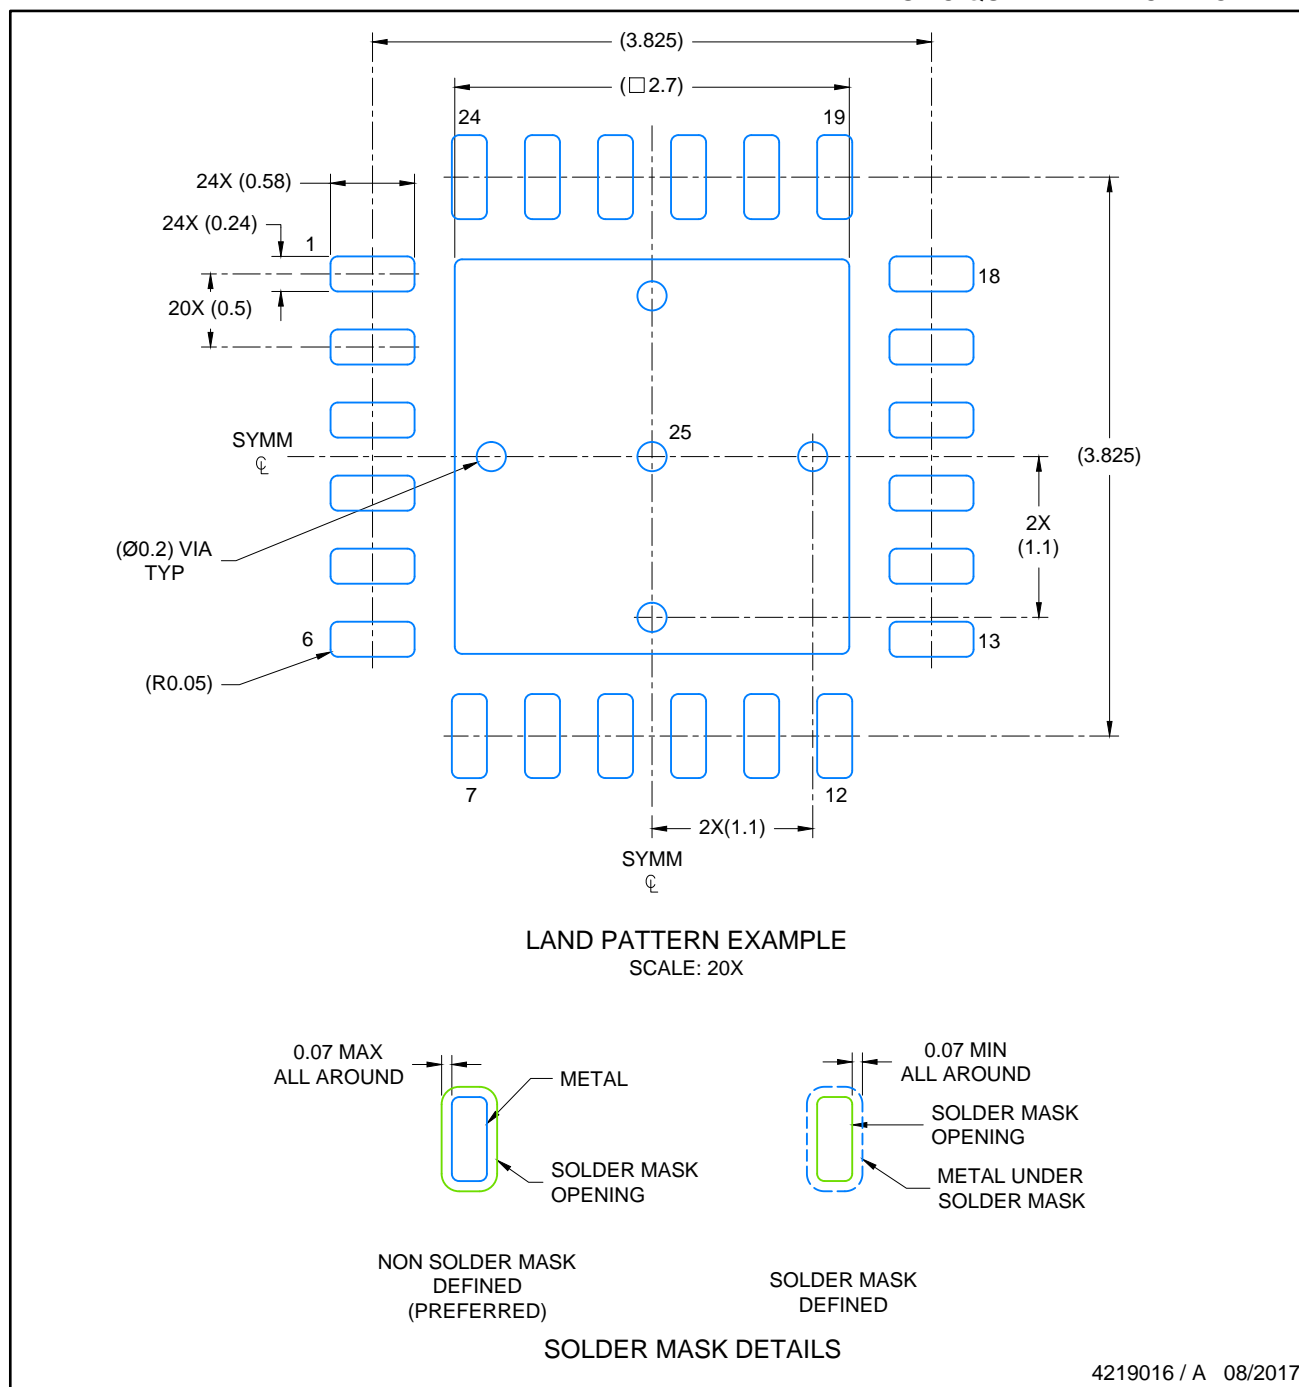 (3.825)
(☐2.7)
24
19
24X (0.58)
24X (0.24)
1
18
20X (0.5)
SYMM
℄
25
(3.825)
2X
(1.1)
(Ø0.2) VIA
TYP
6
13
(R0.05)
7
12
2X(1.1)
SYMM
℄
LAND PATTERN EXAMPLE
SCALE: 20X
0.07 MAX
ALL AROUND
METAL
SOLDER MASK
OPENING
NON SOLDER MASK
DEFINED
(PREFERRED)
0.07 MIN
ALL AROUND
SOLDER MASK
OPENING
METAL UNDER
SOLDER MASK
SOLDER MASK
DEFINED
SOLDER MASK DETAILS
4219016 / A 08/2017